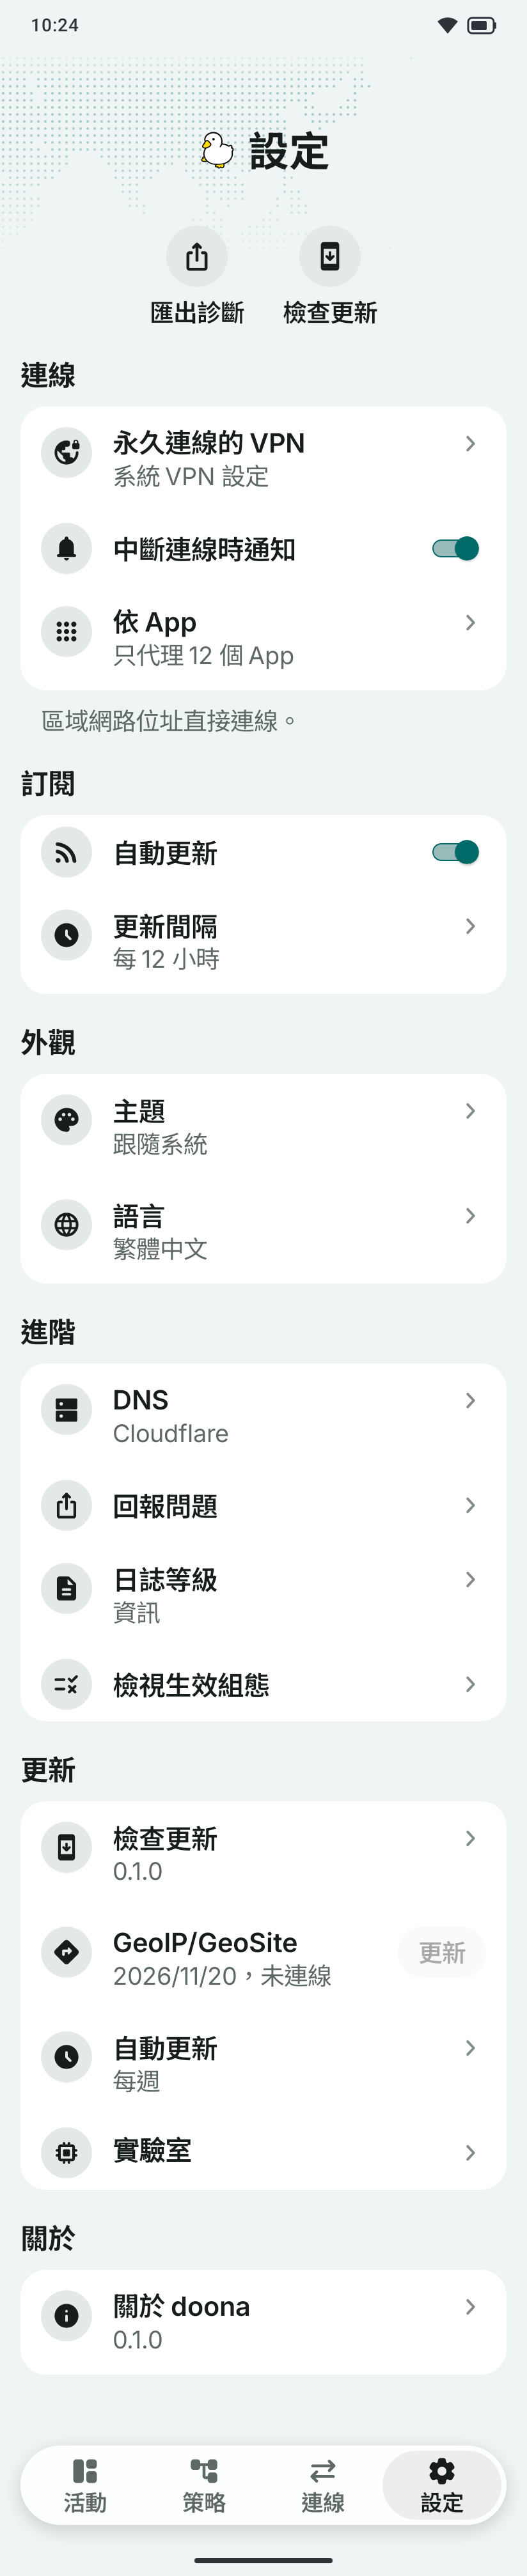 10:24
設定
匯出診斷
檢查更新
連線
永久連線的 VPN
系統 VPN 設定
中斷連線時通知
依 App
只代理 12 個 App
區域網路位址直接連線。
訂閱
自動更新
更新間隔
每 12 小時
外觀
主題
跟隨系統
語言
繁體中文
進階
DNS
Cloudflare
回報問題
日誌等級
資訊
檢視生效組態
更新
檢查更新
0.1.0
GeoIP/GeoSite
更新
2026/11/20，未連線
自動更新
每週
實驗室
關於
關於 doona
0.1.0
活動
策略
連線
設定